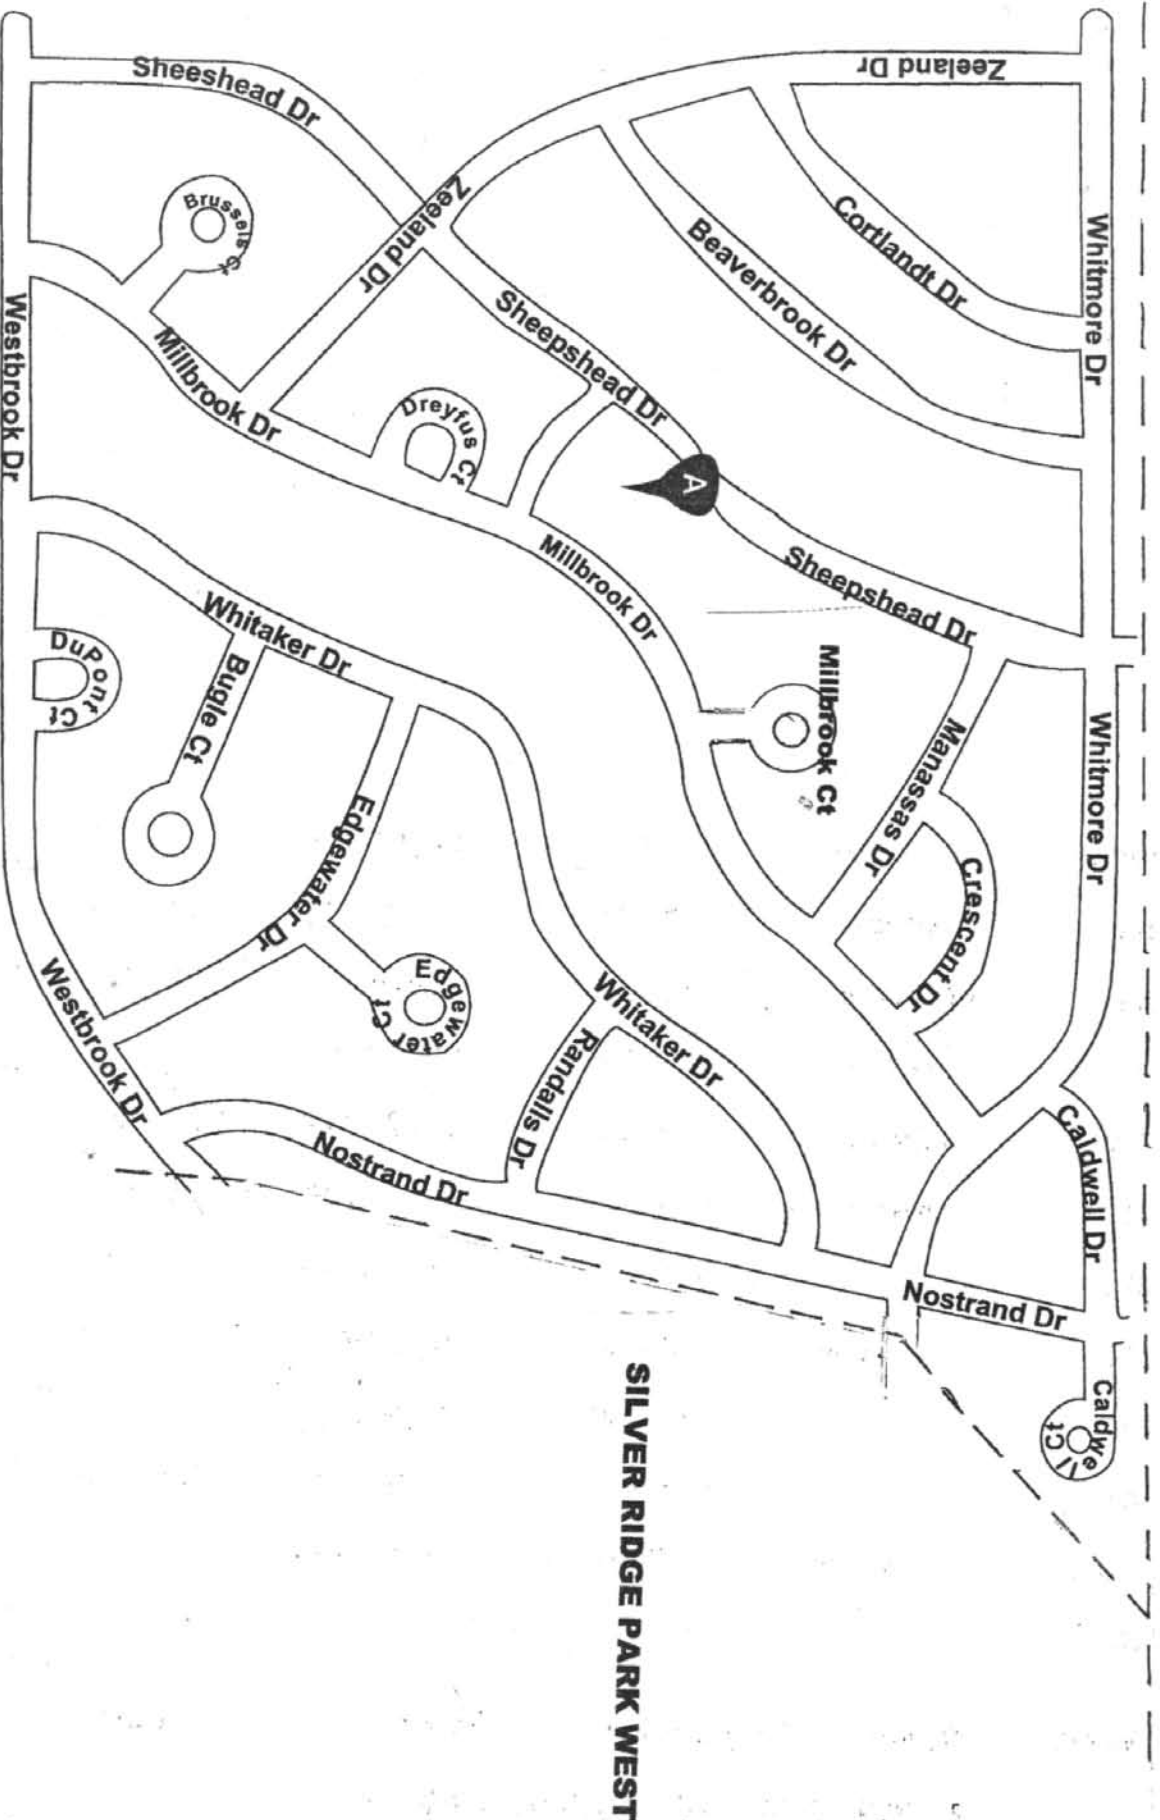 Zeeland Dr
Sheeshead Dr
Brussels Ct
Zeeland Dr
Cortlandt Dr
Whitmore Dr
Beaverbrook Dr
Westbrook Dr
Millbrook Dr
Sheepshead Dr
Dreyfus Ct
A
Millbrook Dr
Sheepshead Dr
Whitaker Dr
DuPont Ct
Bugle Ct
Millbrook Ct
Manassas Dr
Whitmore Dr
Edgewater Dr
Crescent Dr
Edgewater Ct
Westbrook Dr
Whitaker Dr
Randalls Dr
Nostrand Dr
Caldwell Dr
Nostrand Dr
Caldwell Ct
SILVER RIDGE PARK WEST